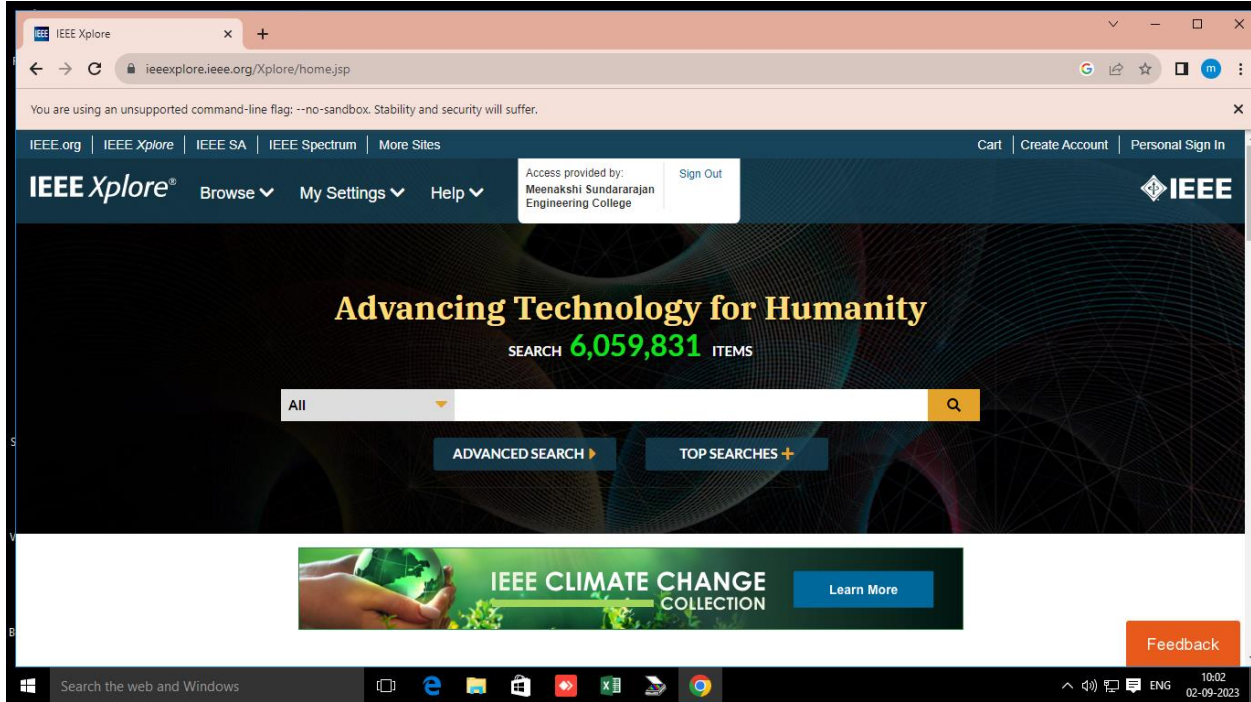 IEEE Xplore
ieeexplore.ieee.org/Xplore/home.jsp
G
m
You are using an unsupported command-line flag: --no-sandbox. Stability and security will suffer.
IEEE.org | IEEE Xplore | IEEE SA | IEEE Spectrum | More Sites
Cart | Create Account | Personal Sign In
IEEE Xplore®
Browse
My Settings
Help
Access provided by:
Meenakshi Sundararajan
Engineering College
Sign Out
IEEE
Advancing Technology for Humanity
SEARCH 6,059,831 ITEMS
All
ADVANCED SEARCH
TOP SEARCHES +
IEEE CLIMATE CHANGE
COLLECTION
Learn More
Feedback
Search the web and Windows
ENG
10:02
02-09-2023